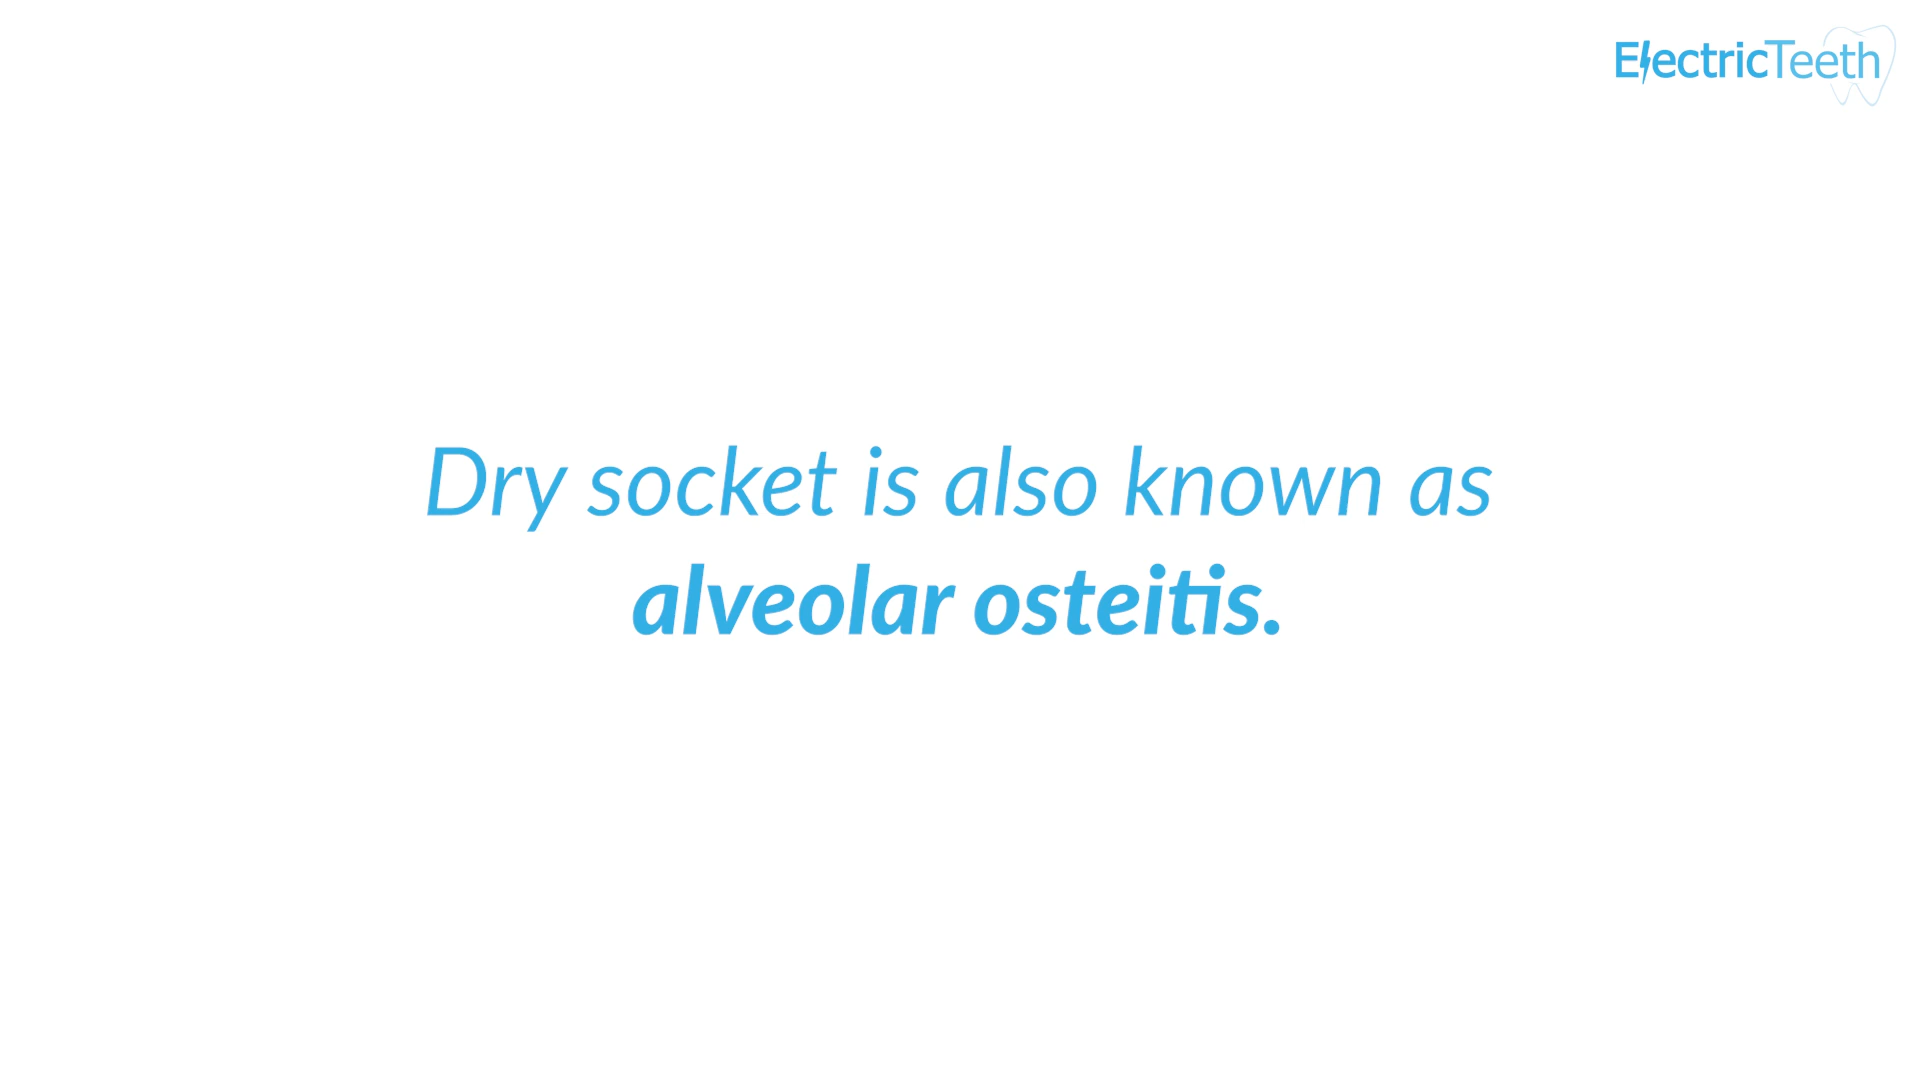 ElectricTeeth
Dry socket is also known as
alveolar osteitis.